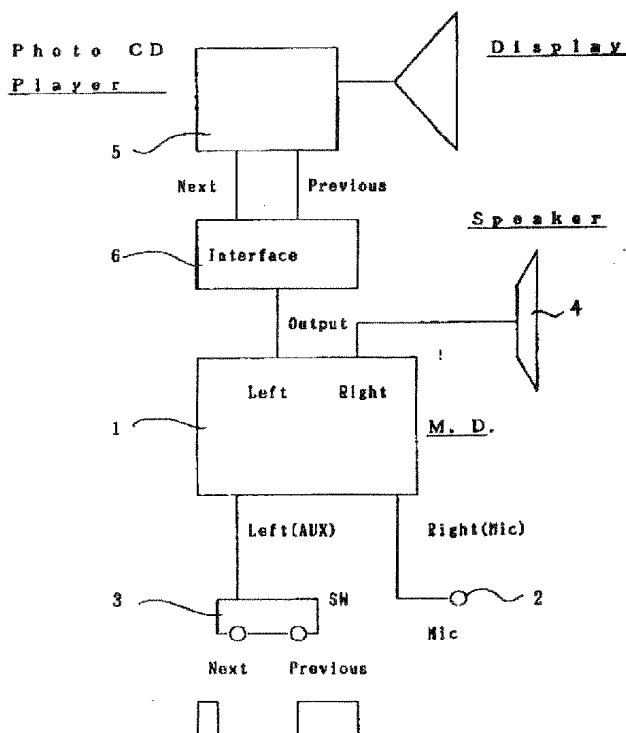 Photo CD
Player
Display
5
Next
Previous
Speaker
6
Interface
4
Output
Left
Right
1
M. D.
Left(AUX)
Right(Mic)
3
SW
2
Mic
Next
Previous